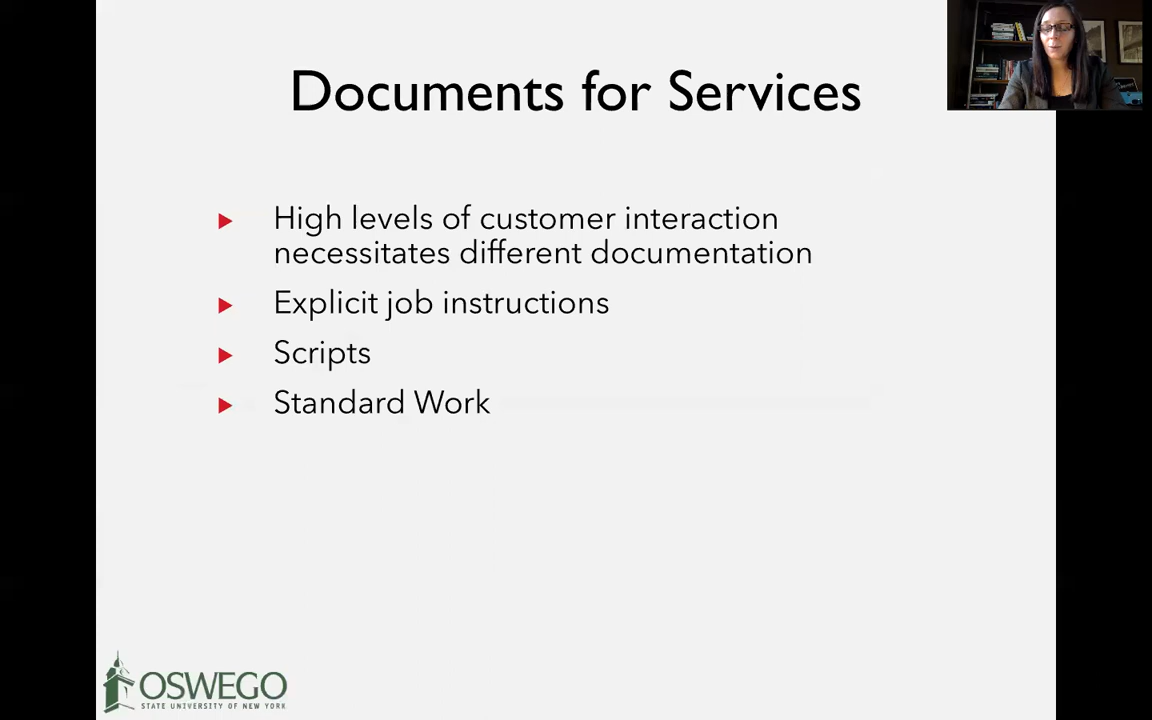 Documents for Services
High levels of customer interaction
necessitates different documentation
Explicit job instructions
Scripts
Standard Work
OSWEGO
STATE UNIVERSITY OF NEW YORK